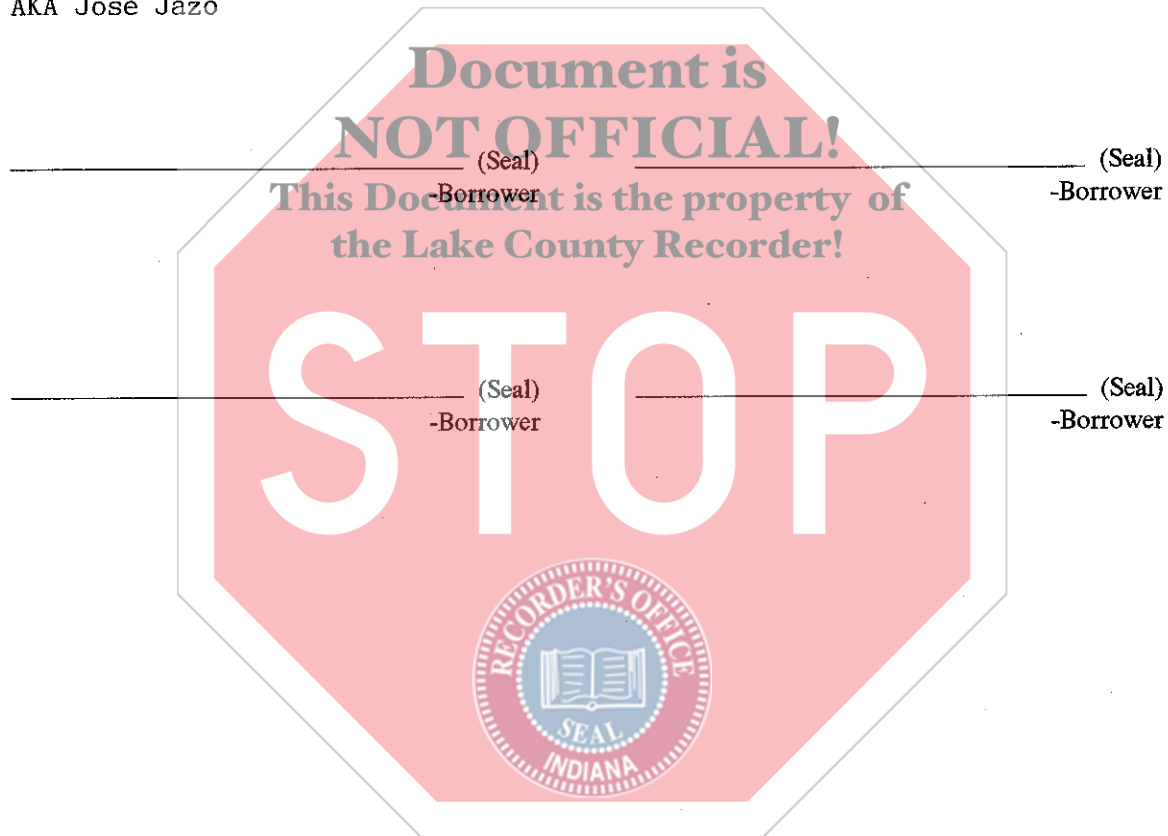 AKA Jose Jazo
Document is
NOT OFFICIAL!
(Seal) (Seal)
-Borrower -Borrower
This Document is the property of
the Lake County Recorder!
STOP
(Seal) (Seal)
-Borrower -Borrower
RECORDER'S OFFICE
SEAL
INDIANA